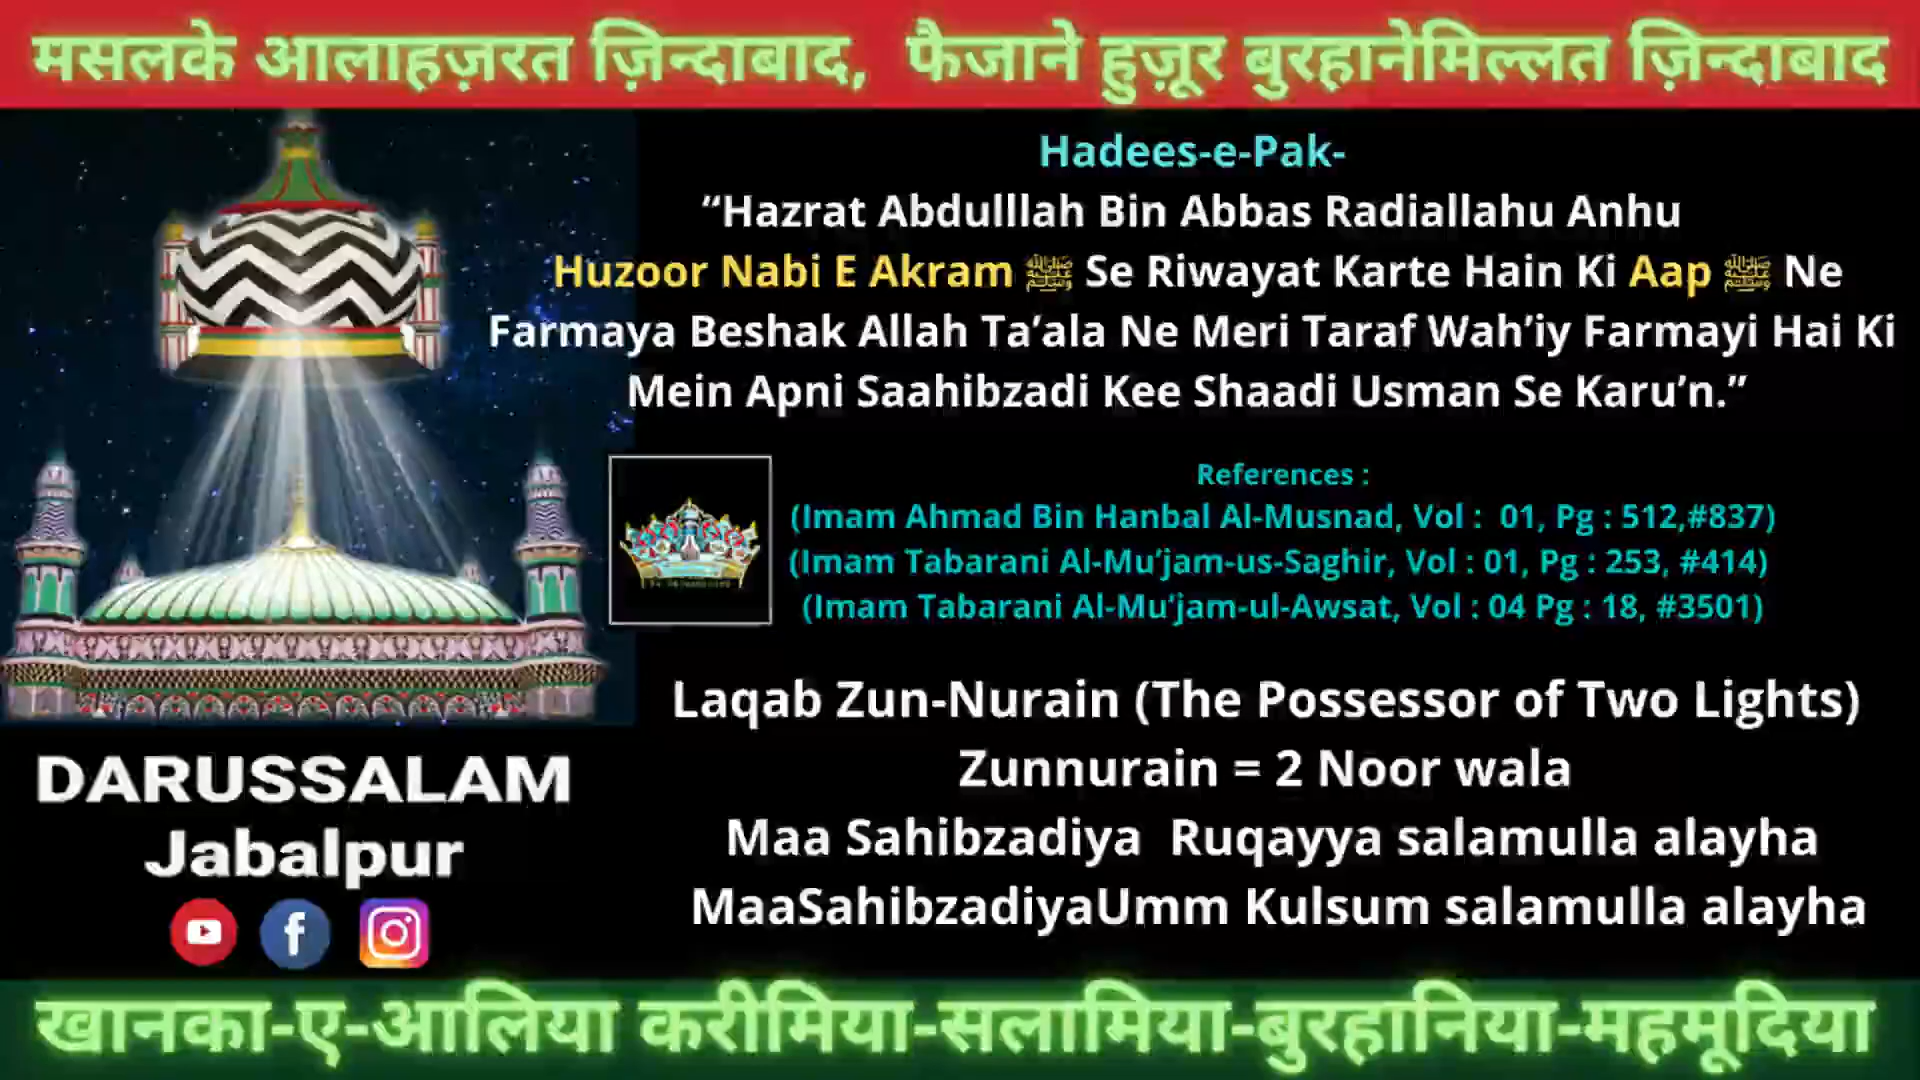 मसलके आलाहज़रत ज़िन्दाबाद, फैजाने हुज़ूर बुरहानेमिल्लत ज़िन्दाबाद
Hadees-e-Pak-
“Hazrat Abdulllah Bin Abbas Radiallahu Anhu
Huzoor Nabi E Akram ﷺ Se Riwayat Karte Hain Ki Aap ﷺ Ne
Farmaya Beshak Allah Ta’ala Ne Meri Taraf Wah’iy Farmayi Hai Ki
Mein Apni Saahibzadi Kee Shaadi Usman Se Karu’n.”
References :
(Imam Ahmad Bin Hanbal Al-Musnad, Vol : 01, Pg : 512,#837)
(Imam Tabarani Al-Mu’jam-us-Saghir, Vol : 01, Pg : 253, #414)
(Imam Tabarani Al-Mu’jam-ul-Awsat, Vol : 04 Pg : 18, #3501)
Laqab Zun-Nurain (The Possessor of Two Lights)
Zunnurain = 2 Noor wala
Maa Sahibzadiya Ruqayya salamulla alayha
MaaSahibzadiyaUmm Kulsum salamulla alayha
DARUSSALAM
Jabalpur
खानका-ए-आलिया करीमिया-सलामिया-बुरहानिया-महमूदिया